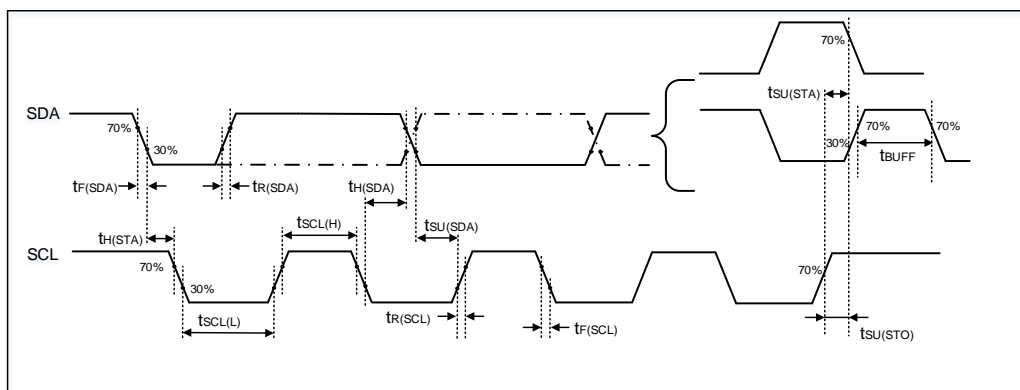 70%
tSU(STA)
SDA
70%
30%
30%
70%
70%
tBUFF
tF(SDA)
tR(SDA)
tH(SDA)
tH(STA)
tSCL(H)
tSU(SDA)
SCL
70%
30%
70%
tSCL(L)
tR(SCL)
tF(SCL)
tSU(STO)